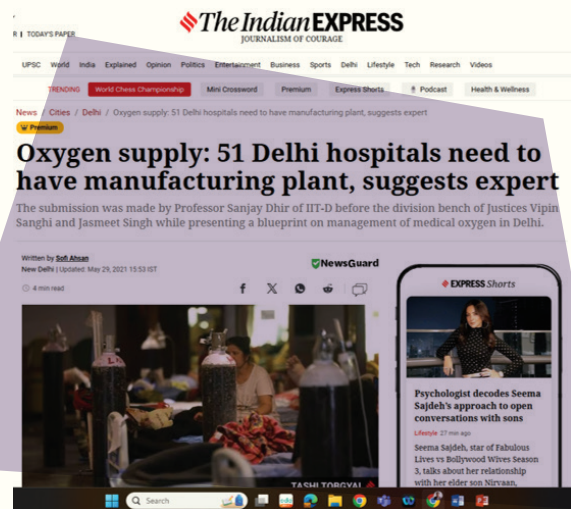 R | TODAY'S PAPER
The Indian EXPRESS
JOURNALISM OF COURAGE
UPSC World India Explained Opinion Politics Entertainment Business Sports Delhi Lifestyle Tech Research Videos
TRENDING World Chess Championship Mini Crossword Premium Express Shorts Podcast Health & Wellness
News / Cities / Delhi / Oxygen supply: 51 Delhi hospitals need to have manufacturing plant, suggests expert
Premium
Oxygen supply: 51 Delhi hospitals need to
have manufacturing plant, suggests expert
The submission was made by Professor Sanjay Dhir of IIT-D before the division bench of Justices Vipin
Sanghi and Jasmeet Singh while presenting a blueprint on management of medical oxygen in Delhi.
Written by Sofi Ahsan
New Delhi | Updated: May 29, 2021 15:53 IST
NewsGuard
4 min read
EXPRESS Shorts
Psychologist decodes Seema
Sajdeh's approach to open
conversations with sons
Lifestyle 27 min ago
Seema Sajdeh, star of Fabulous
Lives vs Bollywood Wives Season
3, talks about her relationship
with her elder son Nirvaan,
TASHI TOBGYAL
Search